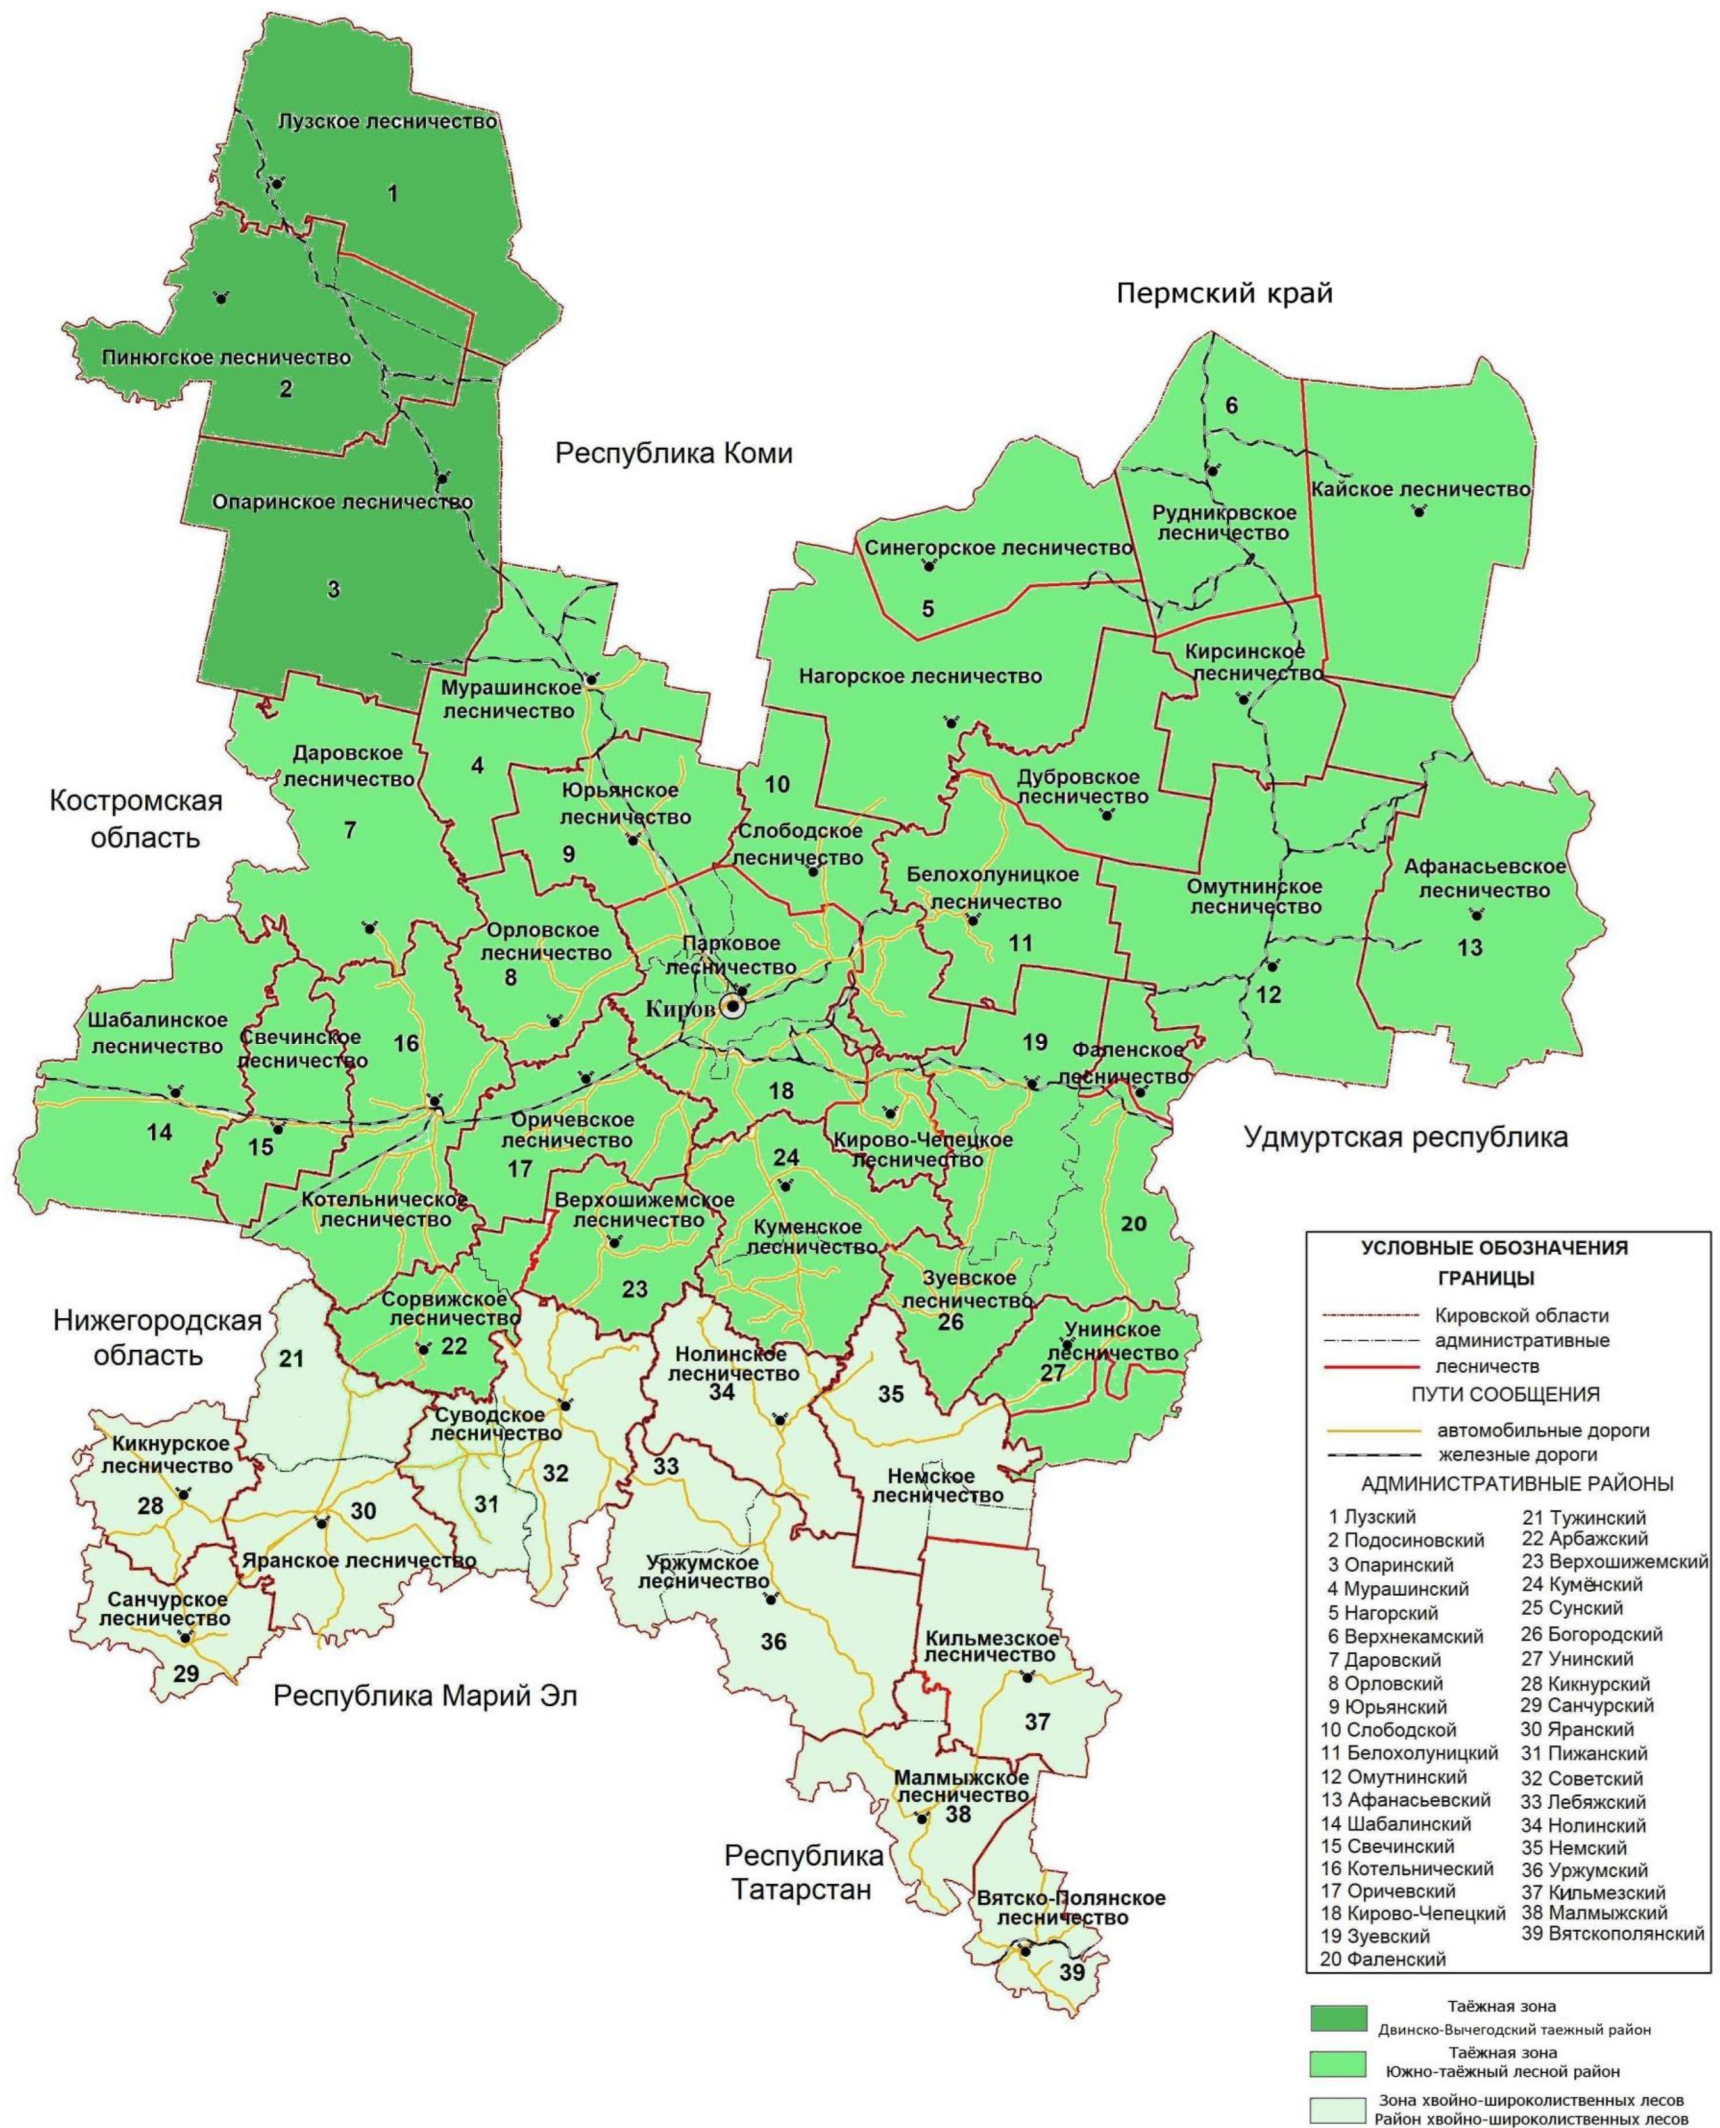 Лузское лесничество
1
Пермский край
Пинюгское лесничество
2
6
Республика Коми
Кайское лесничество
Опаринское лесничество
Рудниковское
лесничество
Синегорское лесничество
3
5
Кирсинское
лесничество
Нагорское лесничество
Мурашинское
лесничество
4
Даровское
лесничество
7
Костромская
область
10
Дубровское
лесничество
13
Юрьянское
лесничество
9
Слободское
лесничество
Белохолуницкое
лесничество
11
Омутнинское
лесничество
12
Афанасьевское
лесничество
13
Орловское
лесничество
8
Парковое
лесничество
Киров
Шабалинское
лесничество
14
Свечинское
лесничество
15
16
19
Фаленское
лесничество
18
Оричевское
лесничество
17
Кирово-Чепецкое
лесничество
24
Удмуртская республика
Котельническое
лесничество
Верхошижемское
лесничество
23
Куменское
лесничество
20
Зуевское
лесничество
26
Сорвижское
лесничество
22
Нижегородская
область
21
Унинское
лесничество
27
Нолинское
лесничество
34
35
Суводское
лесничество
32
31
33
Кикнурское
лесничество
28
30
Яранское лесничество
Немское
лесничество
Уржумское
лесничество
36
Санчурское
лесничество
29
Республика Марий Эл
Кильмезское
лесничество
37
Малмыжское
лесничество
38
Республика
Татарстан
Вятско-Полянское
лесничество
39
УСЛОВНЫЕ ОБОЗНАЧЕНИЯ
ГРАНИЦЫ
Кировской области
административные
лесничеств
ПУТИ СООБЩЕНИЯ
автомобильные дороги
железные дороги
АДМИНИСТРАТИВНЫЕ РАЙОНЫ
1 Лузский
2 Подосиновский
3 Опаринский
4 Мурашинский
5 Нагорский
6 Верхнекамский
7 Даровский
8 Орловский
9 Юрьянский
10 Слободской
11 Белохолуницкий
12 Омутнинский
13 Афанасьевский
14 Шабалинский
15 Свечинский
16 Котельнический
17 Оричевский
18 Кирово-Чепецкий
19 Зуевский
20 Фаленский
21 Тужинский
22 Арбажский
23 Верхошижемский
24 Кумёнский
25 Сунский
26 Богородский
27 Унинский
28 Кикнурский
29 Санчурский
30 Яранский
31 Пижанский
32 Советский
33 Лебяжский
34 Нолинский
35 Немский
36 Уржумский
37 Кильмезский
38 Малмыжский
39 Вятскополянский
Таёжная зона
Двинско-Вычегодский таежный район
Таёжная зона
Южно-таёжный лесной район
Зона хвойно-широколиственных лесов
Район хвойно-широколиственных лесов